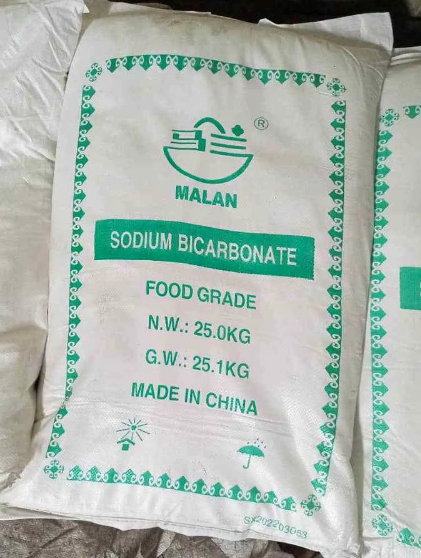 ®
MALAN
SODIUM BICARBONATE
FOOD GRADE
N.W.: 25.0KG
G.W.: 25.1KG
MADE IN CHINA